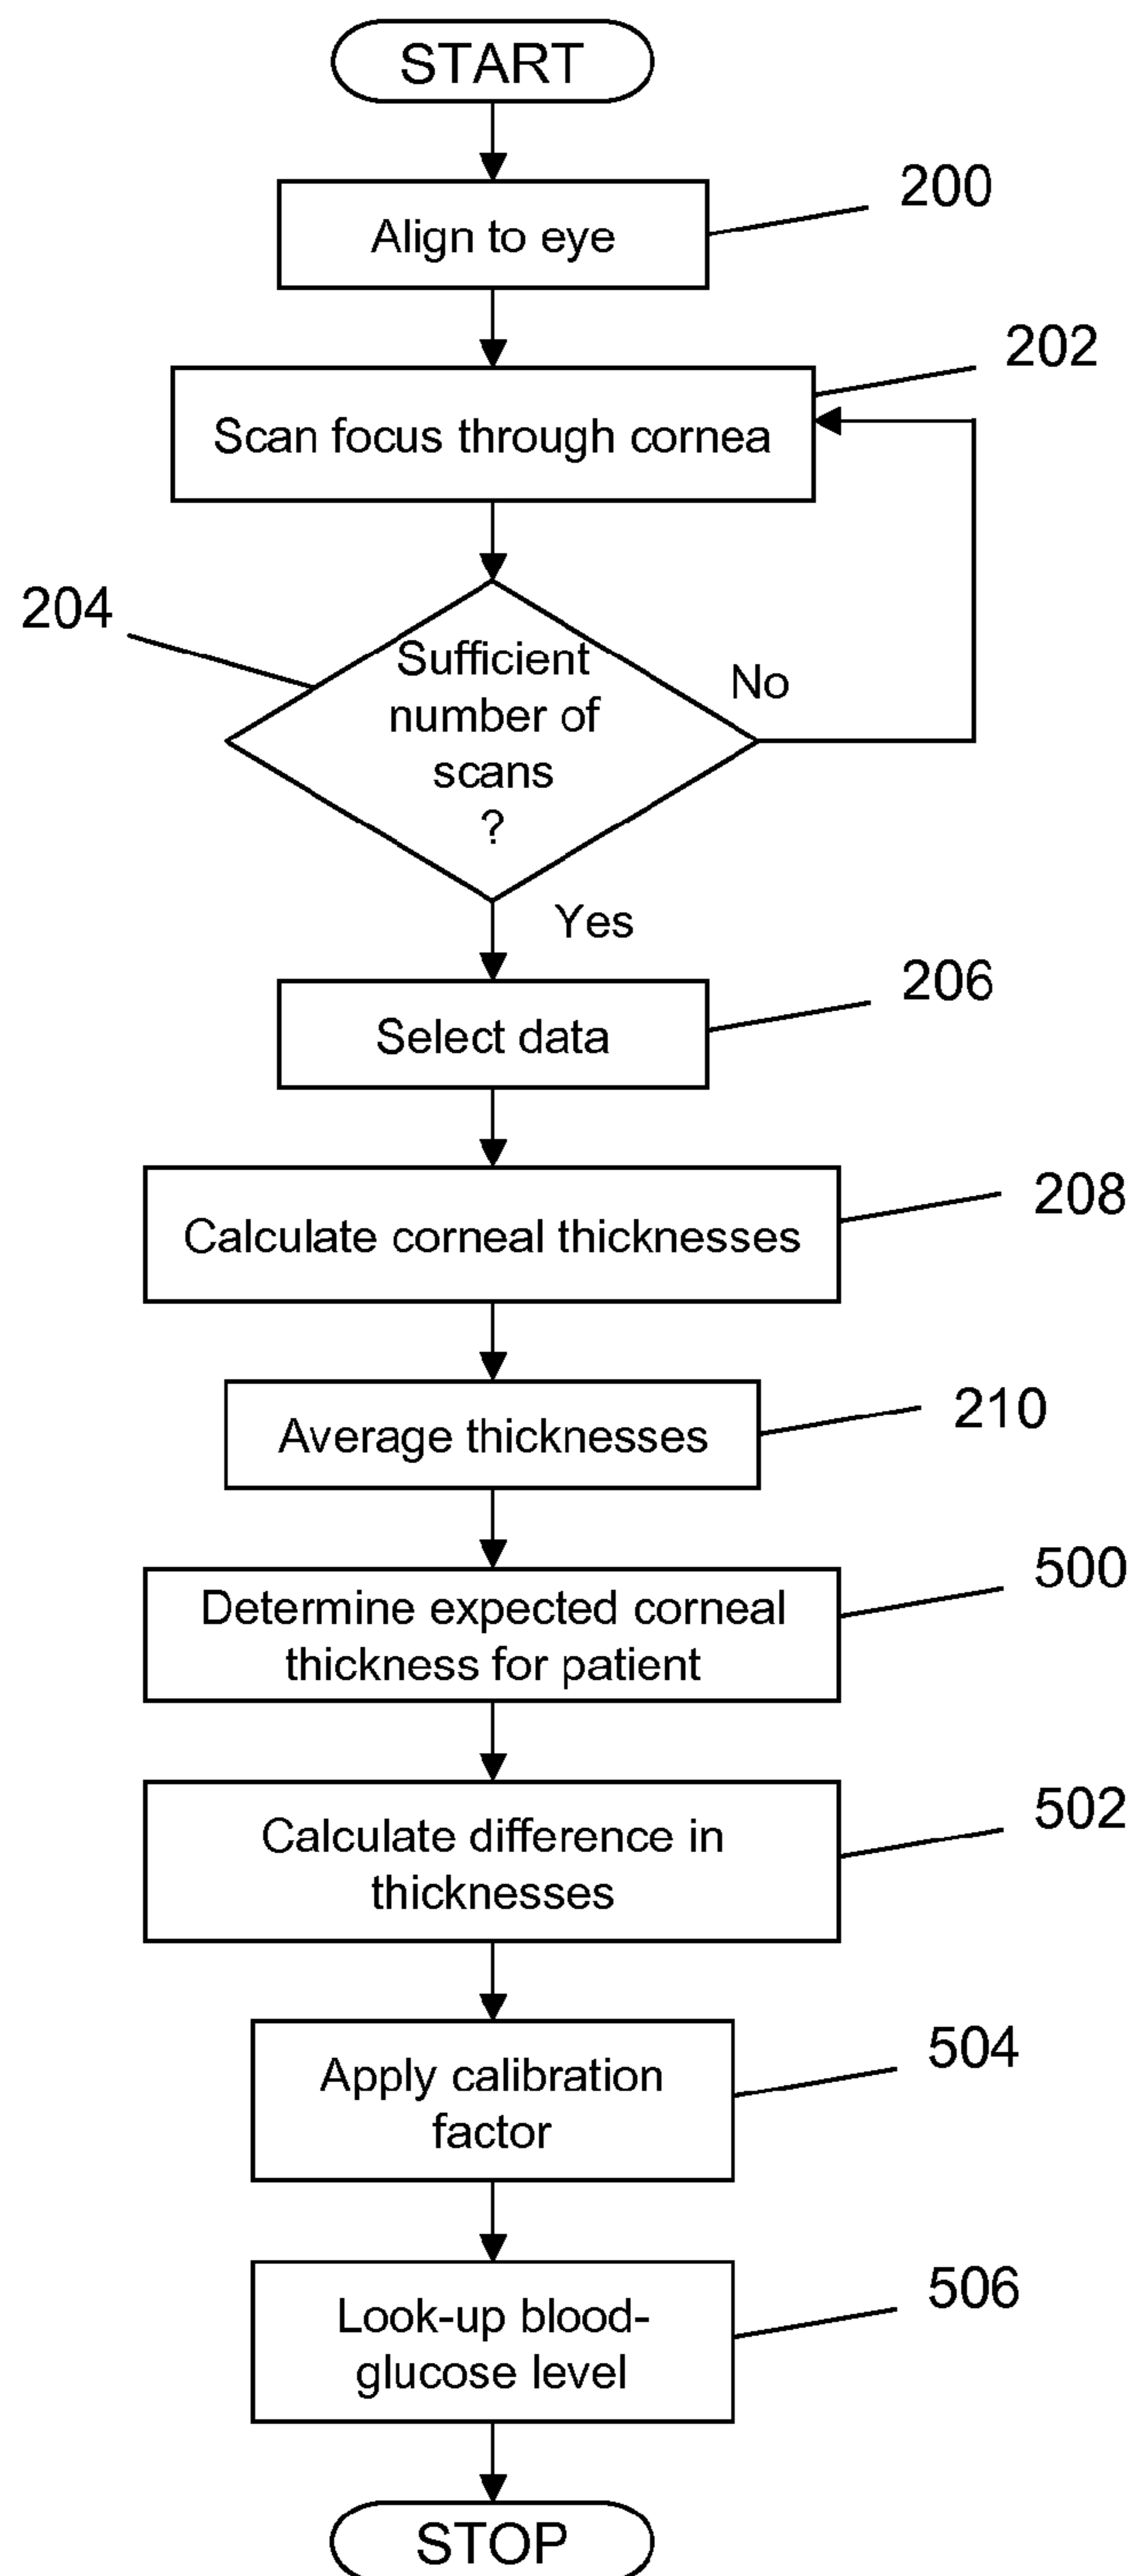 START
Align to eye
200
Scan focus through cornea
202
204
Sufficient
number of
scans
?
No
Yes
Select data
206
Calculate corneal thicknesses
208
Average thicknesses
210
Determine expected corneal
thickness for patient
500
Calculate difference in
thicknesses
502
Apply calibration
factor
504
Look-up blood-
glucose level
506
STOP